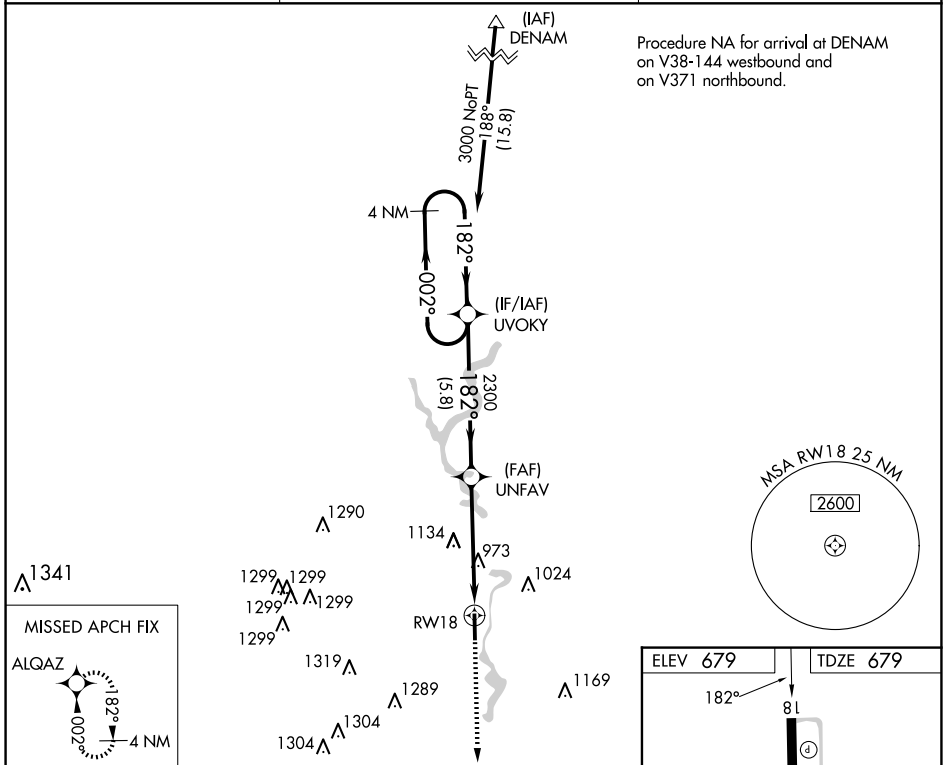 (IAF)
DENAM
Procedure NA for arrival at DENAM
on V38-144 westbound and
on V371 northbound.
3000 NoPT
188°
(15.8)
4 NM
182°
002°
(IF/IAF)
UVOKY
2300
182°
(5.8)
(FAF)
UNFAV
MSA RW18 25 NM
2600
1290
1134
973
1024
1341
1299
1299
1299
1299
1299
RW18
MISSED APCH FIX
ALQAZ
182°
002°
4 NM
1319
1289
1169
1304
1304
ELEV 679
TDZE 679
182°
18
P